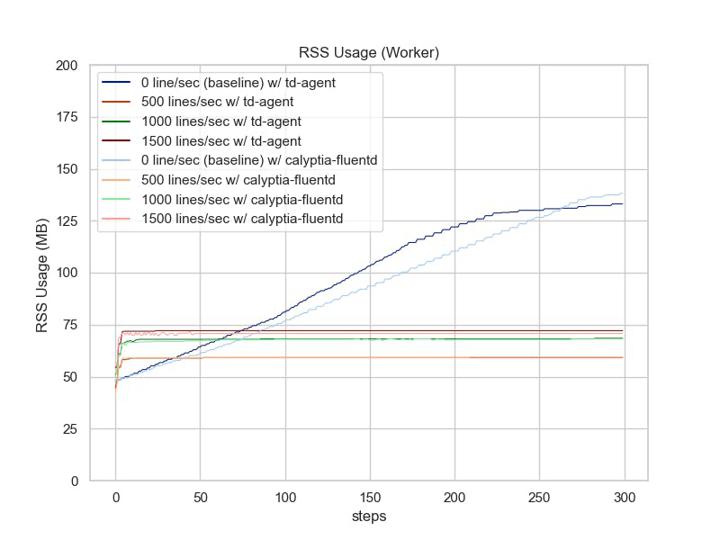 RSS Usage (Worker)
200
175
150
125
100
75
50
25
0
RSS Usage (MB)
0 line/sec (baseline) w/ td-agent
500 lines/sec w/ td-agent
1000 lines/sec w/ td-agent
1500 lines/sec w/ td-agent
0 line/sec (baseline) w/ calyptia-fluentd
500 lines/sec w/ calyptia-fluentd
1000 lines/sec w/ calyptia-fluentd
1500 lines/sec w/ calyptia-fluentd
0 50 100 150 200 250 300
steps